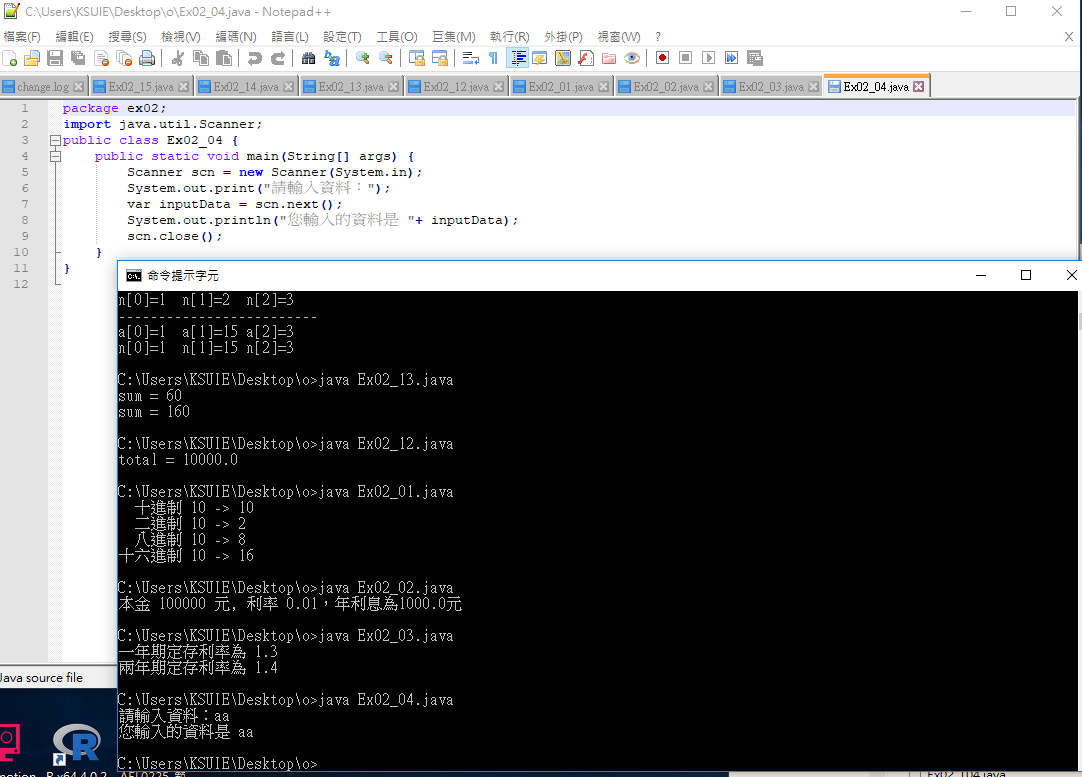 C:\Users\KSUIE\Desktop\o\Ex02_04.java - Notepad++
檔案(F) 編輯(E) 搜尋(S) 檢視(V) 編碼(N) 語言(L) 設定(T) 工具(O) 巨集(M) 執行(R) 外掛(P) 視窗(W) ? X
change.log Ex02_15.java Ex02_14.java Ex02_13.java Ex02_12.java Ex02_01.java Ex02_02.java Ex02_03.java Ex02_04.java
1 package ex02;
2 import java.util.Scanner;
3 public class Ex02_04 {
4 public static void main(String[] args) {
5 Scanner scn = new Scanner(System.in);
6 System.out.print("請輸入資料：");
7 var inputData = scn.next();
8 System.out.println("您輸入的資料是 "+ inputData);
9 scn.close();
10 }
11 }
12
命令提示字元
n[0]=1 n[1]=2 n[2]=3
-------------------------
a[0]=1 a[1]=15 a[2]=3
n[0]=1 n[1]=15 n[2]=3
C:\Users\KSUIE\Desktop\o>java Ex02_13.java
sum = 60
sum = 160
C:\Users\KSUIE\Desktop\o>java Ex02_12.java
total = 10000.0
C:\Users\KSUIE\Desktop\o>java Ex02_01.java
十進制 10 -> 10
二進制 10 -> 2
八進制 10 -> 8
十六進制 10 -> 16
C:\Users\KSUIE\Desktop\o>java Ex02_02.java
本金 100000 元, 利率 0.01，年利息為1000.0元
C:\Users\KSUIE\Desktop\o>java Ex02_03.java
一年期定存利率為 1.3
兩年期定存利率為 1.4
C:\Users\KSUIE\Desktop\o>java Ex02_04.java
請輸入資料：aa
您輸入的資料是 aa
C:\Users\KSUIE\Desktop\o>
Java source file
R